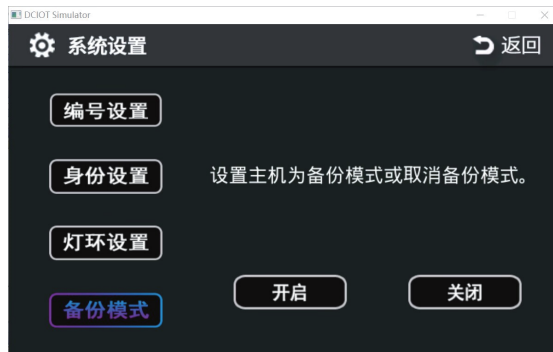 DCIOT Simulator
系统设置
返回
编号设置
身份设置
设置主机为备份模式或取消备份模式。
灯环设置
开启
关闭
备份模式